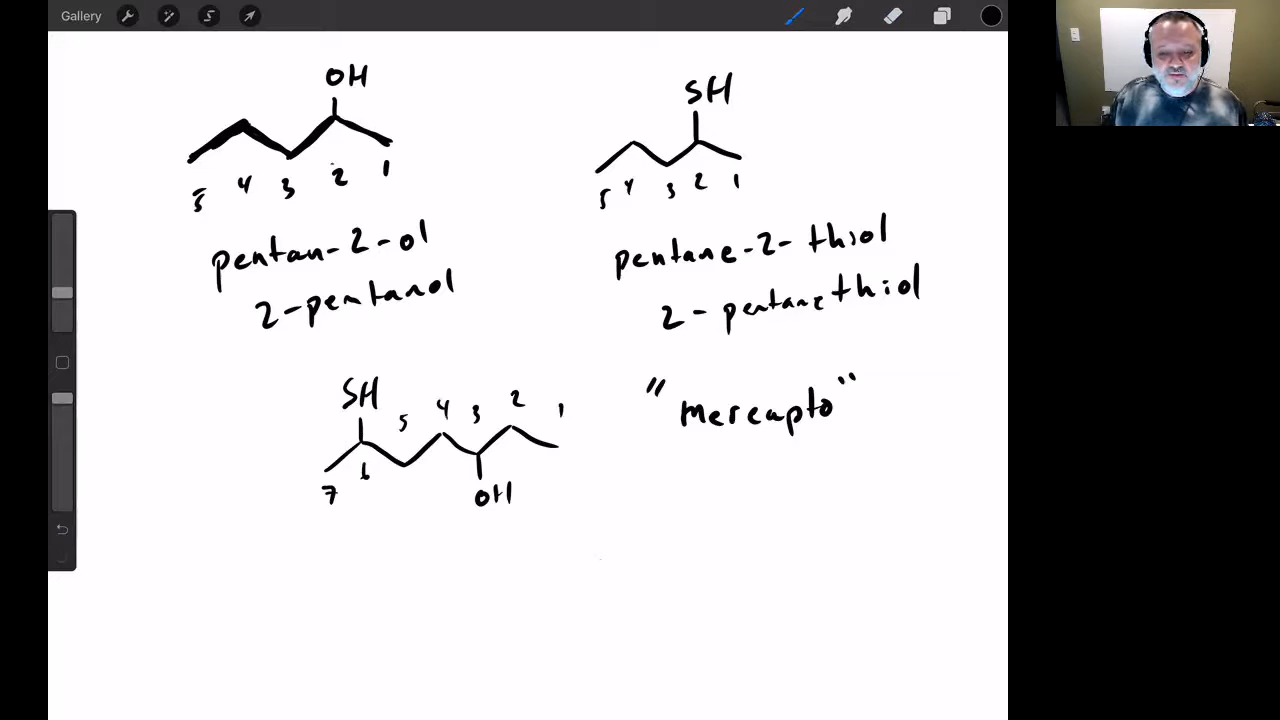 Gallery
OH
5 4 3 2 1
pentan-2-ol
2-pentanol
SH
5 4 3 2 1
pentane-2-thiol
2-pentanethiol
SH
5 4 3 2 1
7 6
OH
"mercapto"